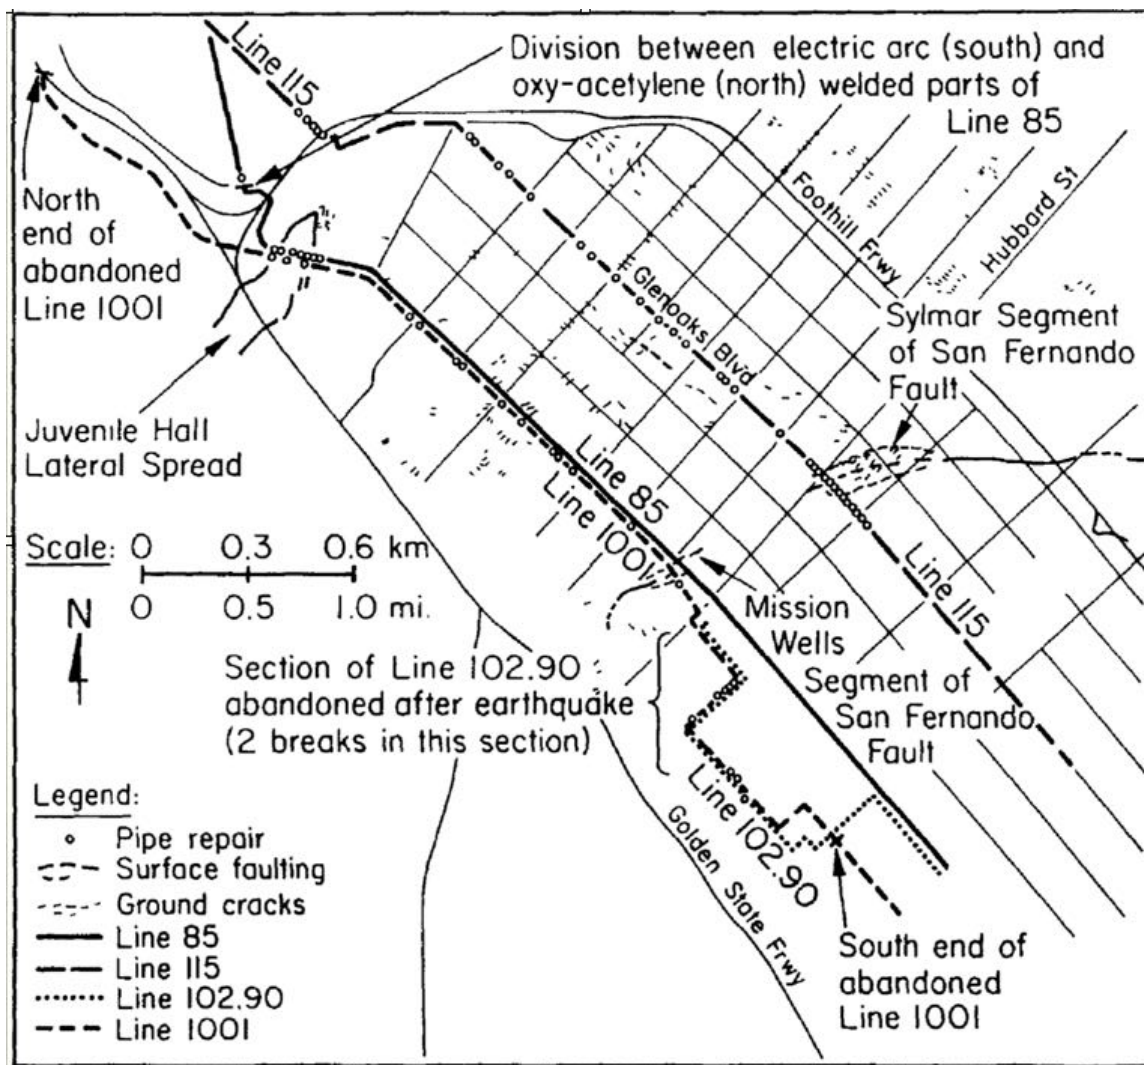 Line 115
Division between electric arc (south) and
oxy-acetylene (north) welded parts of
Line 85
North
end of
abandoned
Line 1001
Foothill Frwy
Hubbard St
Glenoaks Blvd
Sylmar Segment
of San Fernando
Fault
Juvenile Hall
Lateral Spread
Line 85
Line 1001
Scale: 0 0.3 0.6 km
0 0.5 1.0 mi.
N
Line 115
Mission
Wells
Section of Line 102.90
abandoned after earthquake
(2 breaks in this section)
Segment of
San Fernando
Fault
Line 102.90
Golden State Frwy
South end of
abandoned
Line 1001
Legend:
Pipe repair
Surface faulting
Ground cracks
Line 85
Line 115
Line 102.90
Line 1001